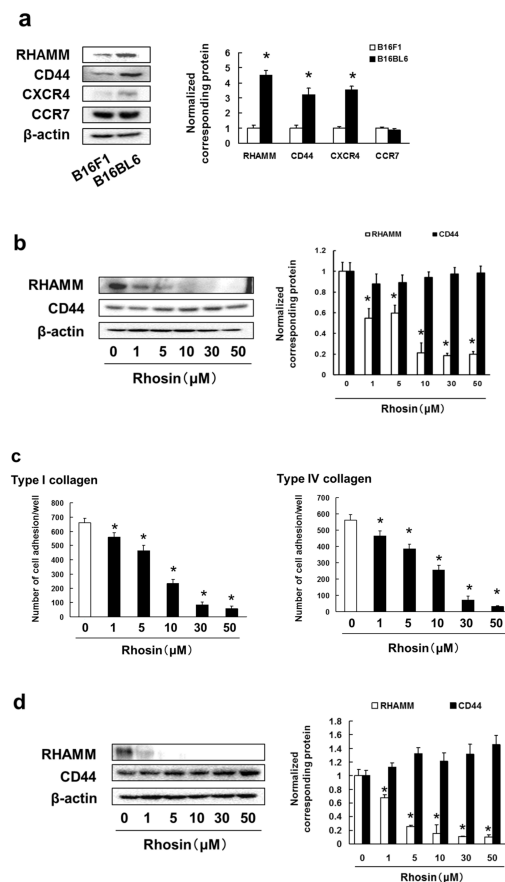 a
RHAMM
CD44
CXCR4
CCR7
β-actin
B16F1
B16BL6
B16F1
B16BL6
Normalized
corresponding protein
6
5
4
3
2
1
0
*
*
*
RHAMM CD44 CXCR4 CCR7
b
RHAMM
CD44
β-actin
0 1 5 10 30 50
Rhosin(μM)
RHAMM CD44
Normalized
corresponding protein
1.2
1
0.8
0.6
0.4
0.2
0
* * * * *
0 1 5 10 30 50
Rhosin(μM)
c
Type I collagen
Number of cell adhesion/well
800
700
600
500
400
300
200
100
0
* * * * *
0 1 5 10 30 50
Rhosin(μM)
Type IV collagen
Number of cell adhesion/well
700
600
500
400
300
200
100
0
* * * * *
0 1 5 10 30 50
Rhosin(μM)
d
RHAMM
CD44
β-actin
0 1 5 10 30 50
Rhosin(μM)
RHAMM CD44
Normalized
corresponding protein
1.8
1.6
1.4
1.2
1
0.8
0.6
0.4
0.2
0
* * * * *
0 1 5 10 30 50
Rhosin(μM)